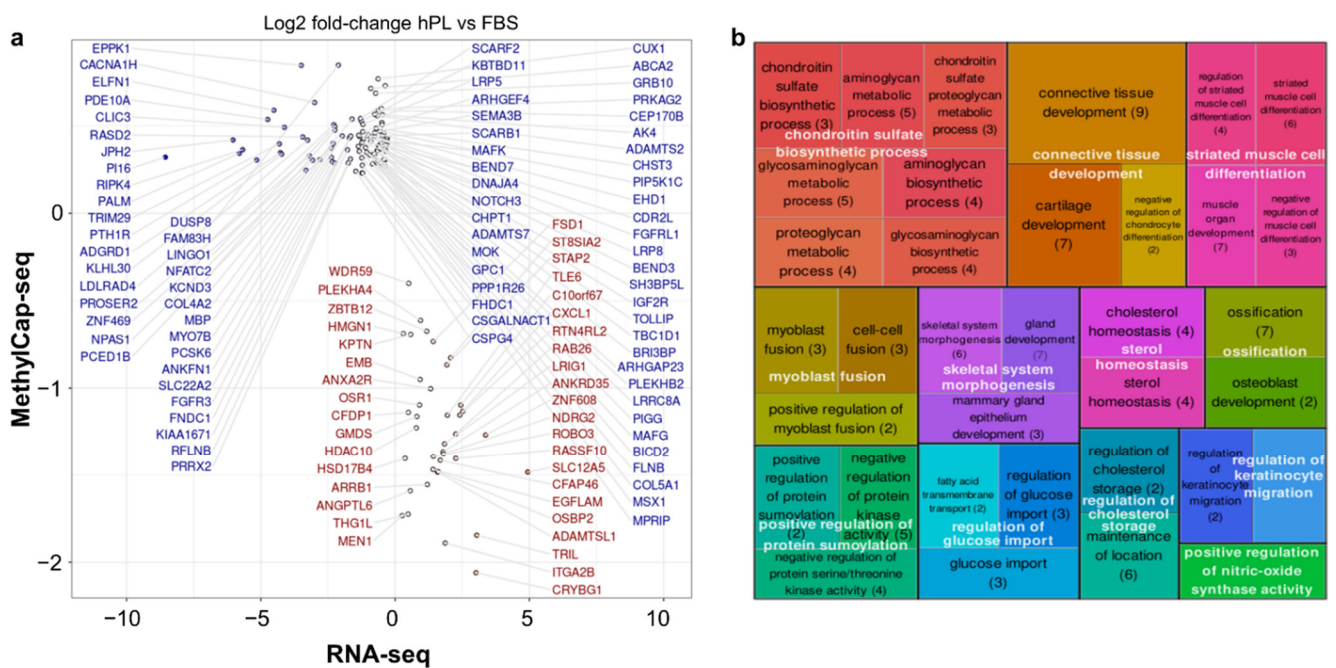 Log2 fold-change hPL vs FBS
a
EPPK1
CACNA1H
ELFN1
PDE10A
CLIC3
RASD2
JPH2
PI16
RIPK4
PALM
TRIM29
PTH1R
ADGRD1
KLHL30
LDLRAD4
PROSER2
ZNF469
NPAS1
PCED1B
DUSP8
FAM83H
LINGO1
NFATC2
KCND3
COL4A2
MBP
MYO7B
PCSK6
ANKFN1
SLC22A2
FGFR3
FNDC1
KIAA1671
RFLNB
PRRX2
WDR59
PLEKHA4
ZBTB12
HMGN1
KPTN
EMB
ANXA2R
OSR1
CFDP1
GMDS
HDAC10
HSD17B4
ARRB1
ANGPTL6
THG1L
MEN1
SCARF2
KBTBD11
LRP5
ARHGEF4
SEMA3B
SCARB1
MAFK
BEND7
DNAJA4
NOTCH3
CHPT1
ADAMTS7
MOK
GPC1
PPP1R26
FHDC1
CSGALNACT1
CSPG4
FSD1
ST8SIA2
STAP2
TLE6
C10orf67
CXCL1
RTN4RL2
RAB26
LRIG1
ANKRD35
ZNF608
NDRG2
ROBO3
RASSF10
SLC12A5
CFAP46
EGFLAM
OSBP2
ADAMTSL1
TRIL
ITGA2B
CRYBG1
CUX1
ABCA2
GRB10
PRKAG2
CEP170B
AK4
ADAMTS2
CHST3
PIP5K1C
EHD1
CDR2L
FGFRL1
LRP8
BEND3
SH3BP5L
IGF2R
TOLLIP
TBC1D1
BRI3BP
ARHGAP23
PLEKHB2
LRRC8A
PIGG
MAFG
BICD2
FLNB
COL5A1
MSX1
MPRIP
0
−1
−2
MethylCap-seq
−10
−5
0
5
10
RNA-seq
b
chondroitin
sulfate
biosynthetic
process (3)
aminoglycan
metabolic
process (5)
chondroitin
sulfate
proteoglycan
metabolic
process (3)
chondroitin sulfate
biosynthetic process
glycosaminoglycan
metabolic
process (5)
aminoglycan
biosynthetic
process (4)
proteoglycan
metabolic
process (4)
glycosaminoglycan
biosynthetic
process (4)
connective tissue
development (9)
connective tissue
development
cartilage
development
(7)
negative
regulation of
chondrocyte
differentiation
(2)
regulation
of striated
muscle cell
differentiation
(4)
striated
muscle cell
differentiation
(6)
striated muscle cell
differentiation
muscle
organ
development
(7)
negative
regulation of
muscle cell
differentiation
(3)
myoblast
fusion (3)
cell-cell
fusion (3)
myoblast fusion
positive regulation of
myoblast fusion (2)
skeletal system
morphogenesis
(6)
gland
development
(7)
skeletal system
morphogenesis
mammary gland
epithelium
development (3)
cholesterol
homeostasis (4)
sterol
homeostasis
sterol
homeostasis (4)
ossification
(7)
ossification
osteoblast
development (2)
positive
regulation
of protein
sumoylation
(2)
negative
regulation
of protein
kinase
activity (5)
positive regulation of
protein sumoylation
negative regulation of
protein serine/threonine
kinase activity (4)
fatty acid
transmembrane
transport (2)
regulation
of glucose
import (3)
regulation of
glucose import
glucose import
(3)
regulation of
cholesterol
storage (2)
regulation of
cholesterol
storage
maintenance
of location
(6)
regulation
of
keratinocyte
migration
(2)
regulation of
keratinocyte
migration
positive regulation
of nitric-oxide
synthase activity